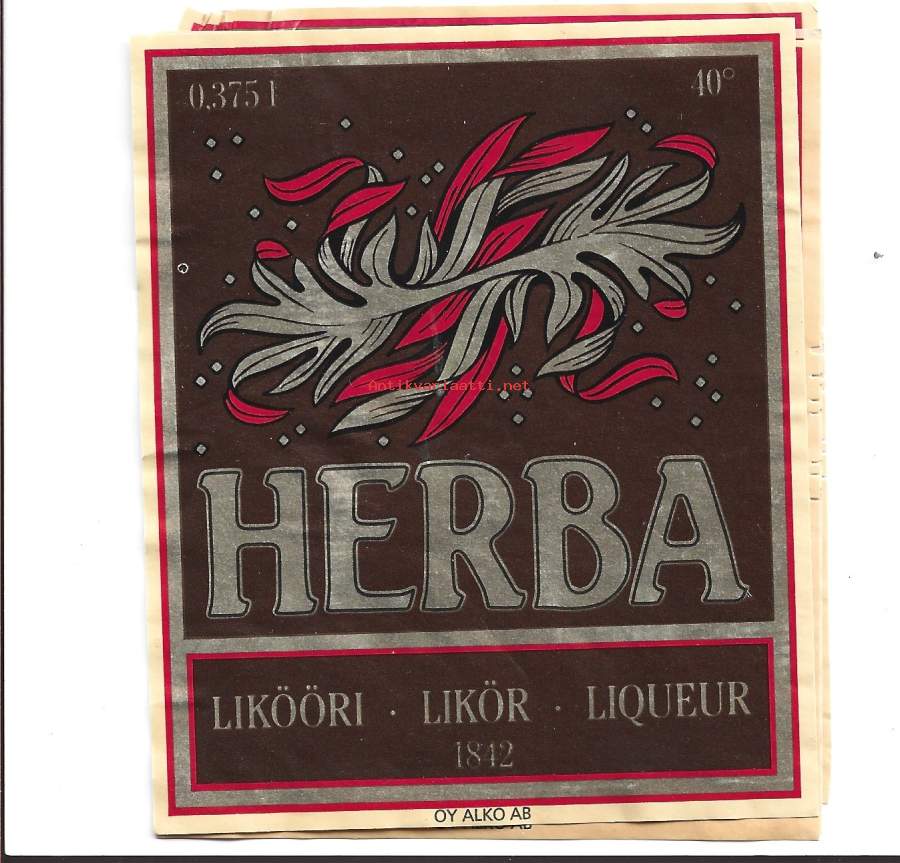 0,375 l 40°
Antikvariaatti.net
HERBA
LIKÖÖRI · LIKÖR · LIQUEUR
1842
OY ALKO AB